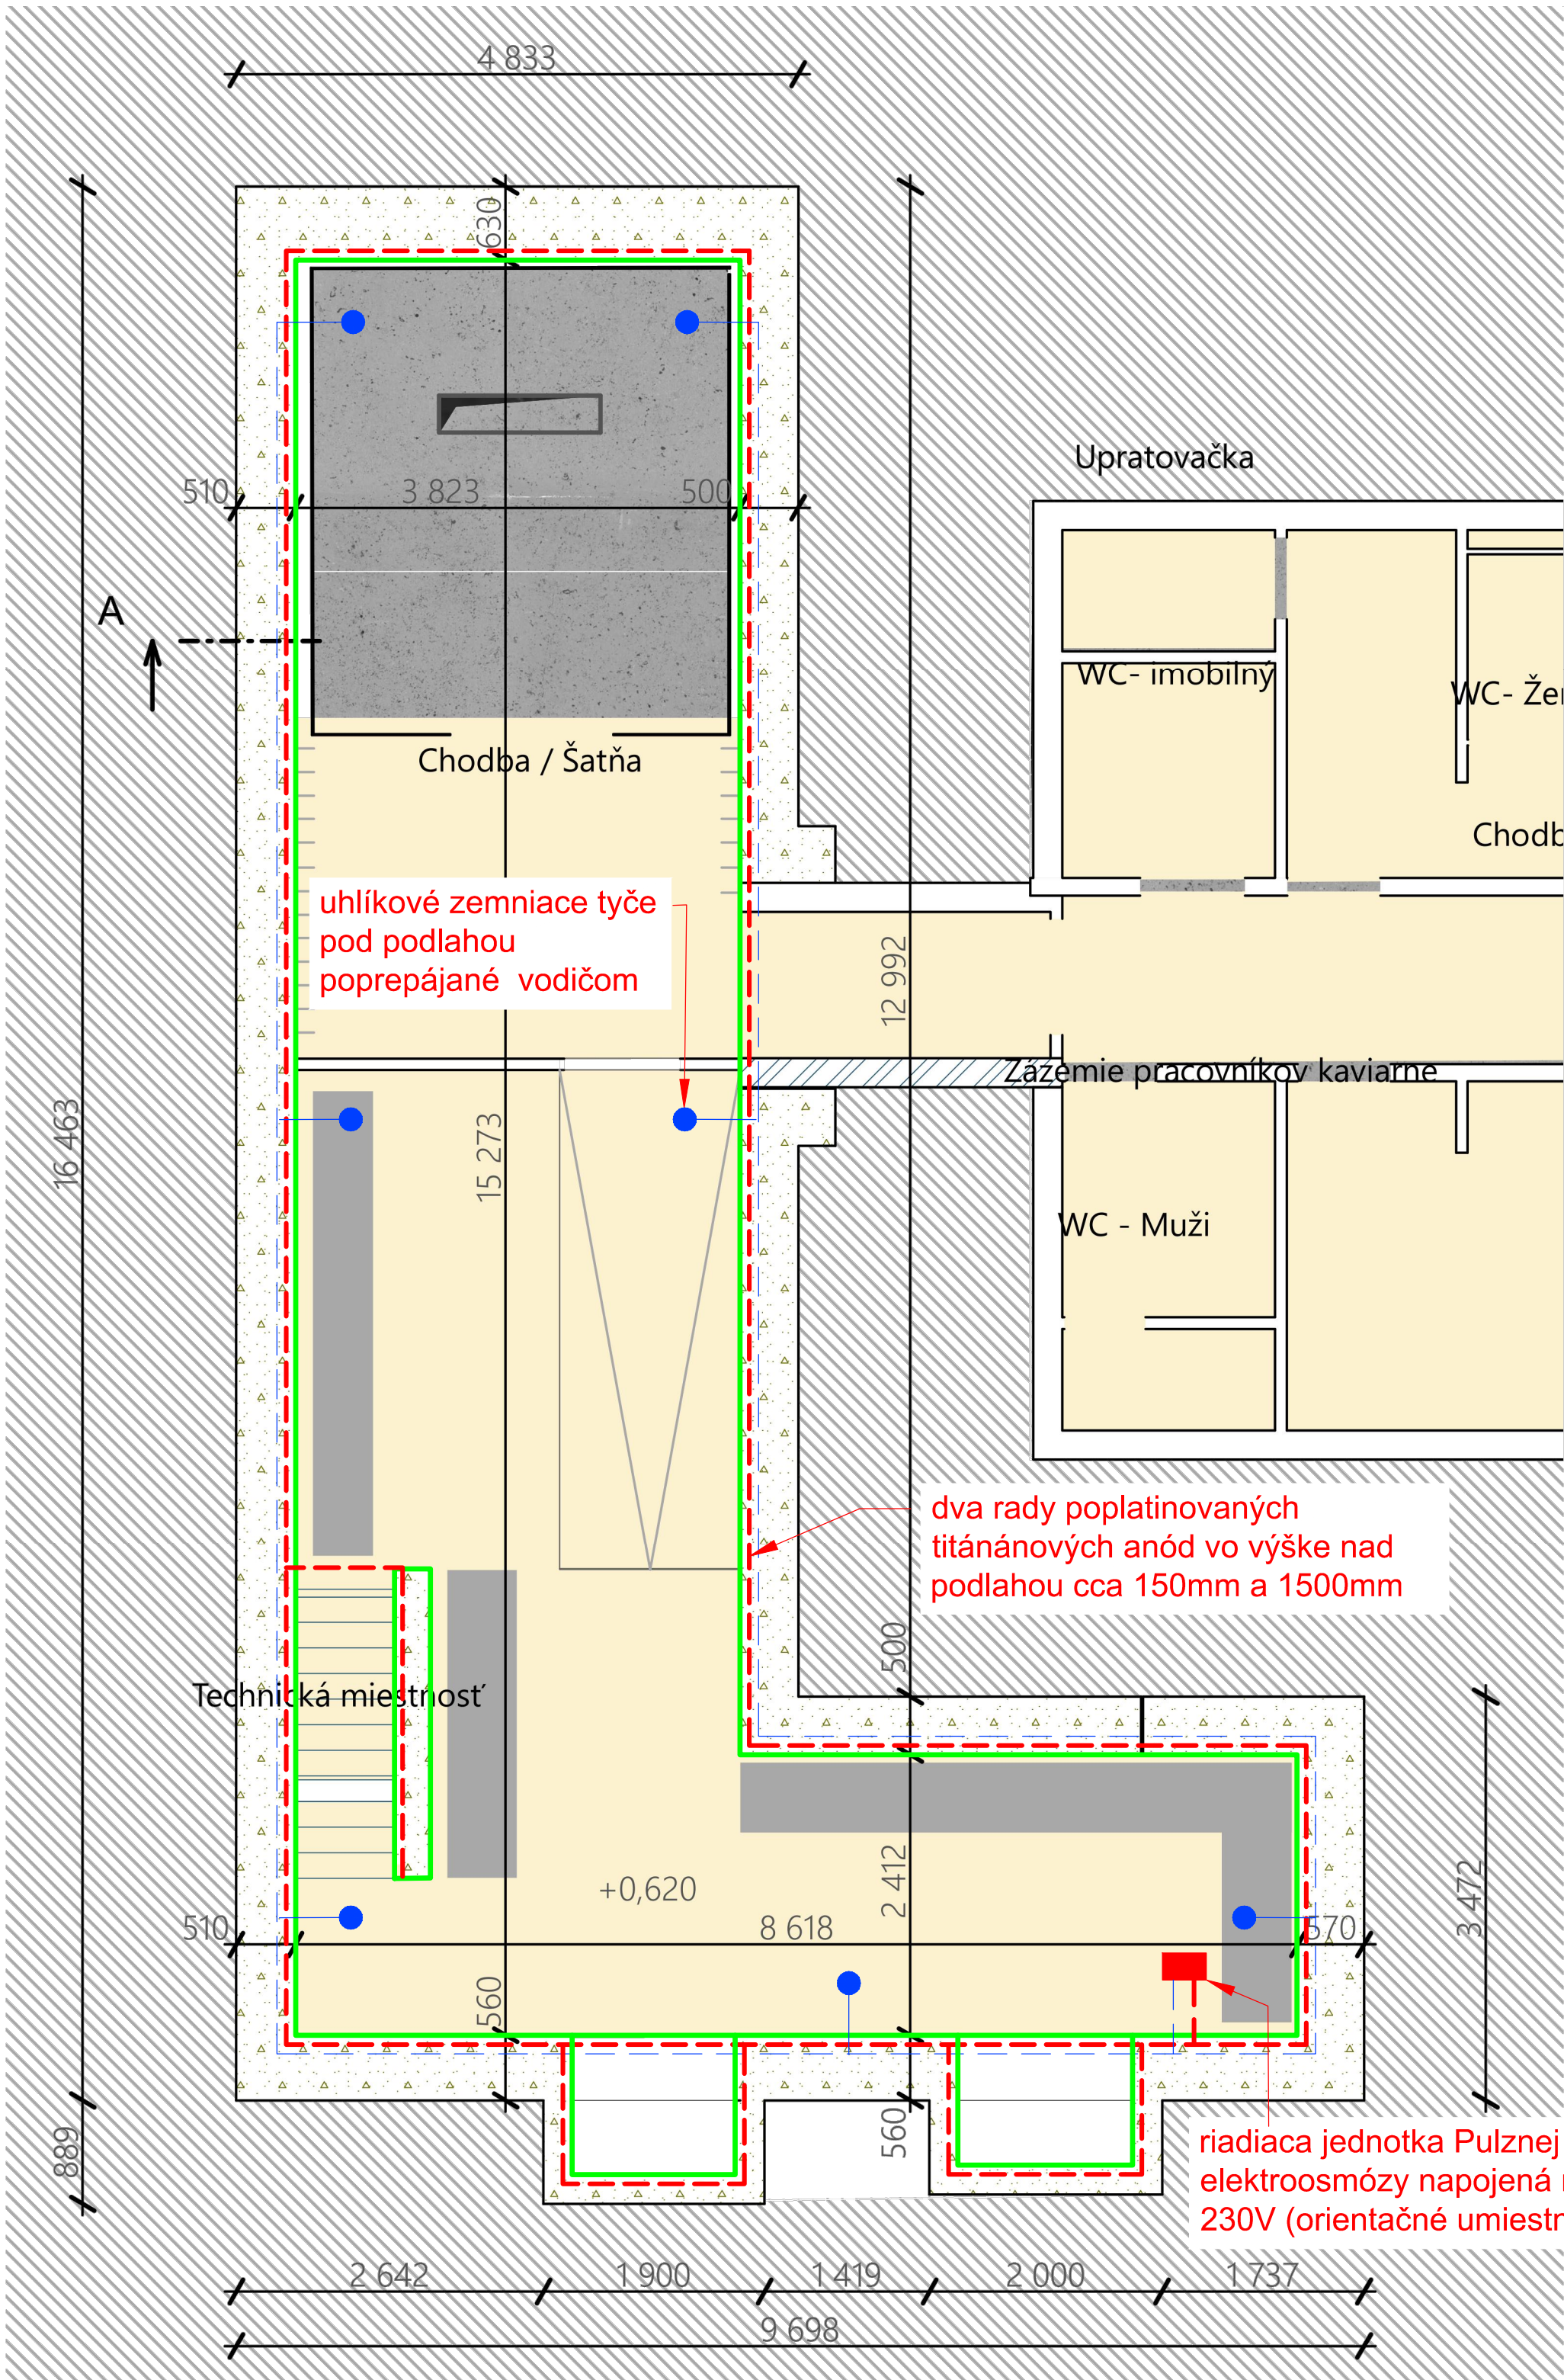 4 833
630
Upratovačka
510
3 823
500
A
WC- imobilný
Chodba / Šatňa
uhlíkové zemniace tyče
pod podlahou
poprepájané vodičom
12 992
Zázemie pracovníkov kaviarne
16 463
15 273
WC - Muži
dva rady poplatinovaných
titánánových anód vo výške nad
podlahou cca 150mm a 1500mm
500
Technická miestnosť
+0,620
2 412
3 472
510
8 618
570
560
889
560
riadiaca jednotka Pulznej
elektroosmózy napojená
230V (orientačné
2 642
1 900
1 419
2 000
1 737
9 698